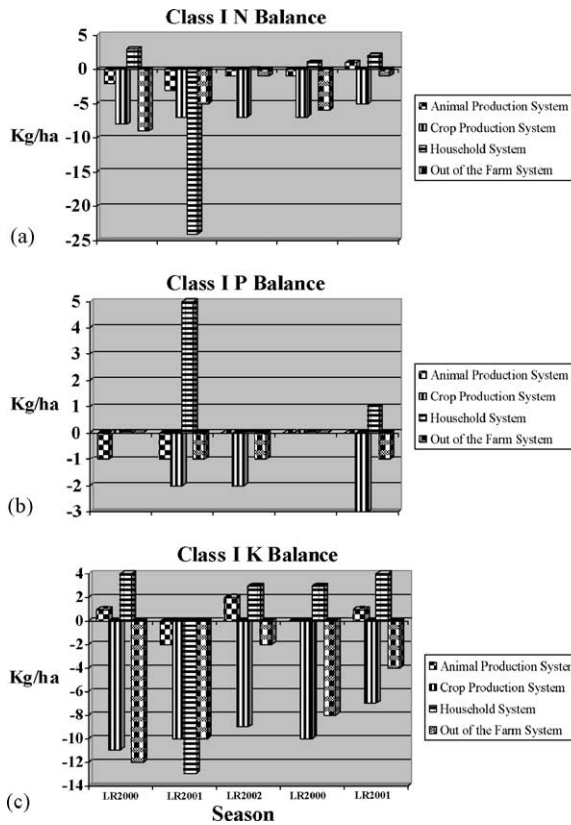 Class I N Balance
5
0
-5
-10
-15
-20
-25
Kg/ha
Animal Production System
Crop Production System
Household System
Out of the Farm System
(a)
Class I P Balance
5
4
3
2
1
0
-1
-2
-3
Kg/ha
Animal Production System
Crop Production System
Household System
Out of the Farm System
(b)
Class I K Balance
4
2
0
-2
-4
-6
-8
-10
-12
-14
Kg/ha
Animal Production System
Crop Production System
Household System
Out of the Farm System
LR2000 LR2001 LR2002 LR2000 LR2001
Season
(c)